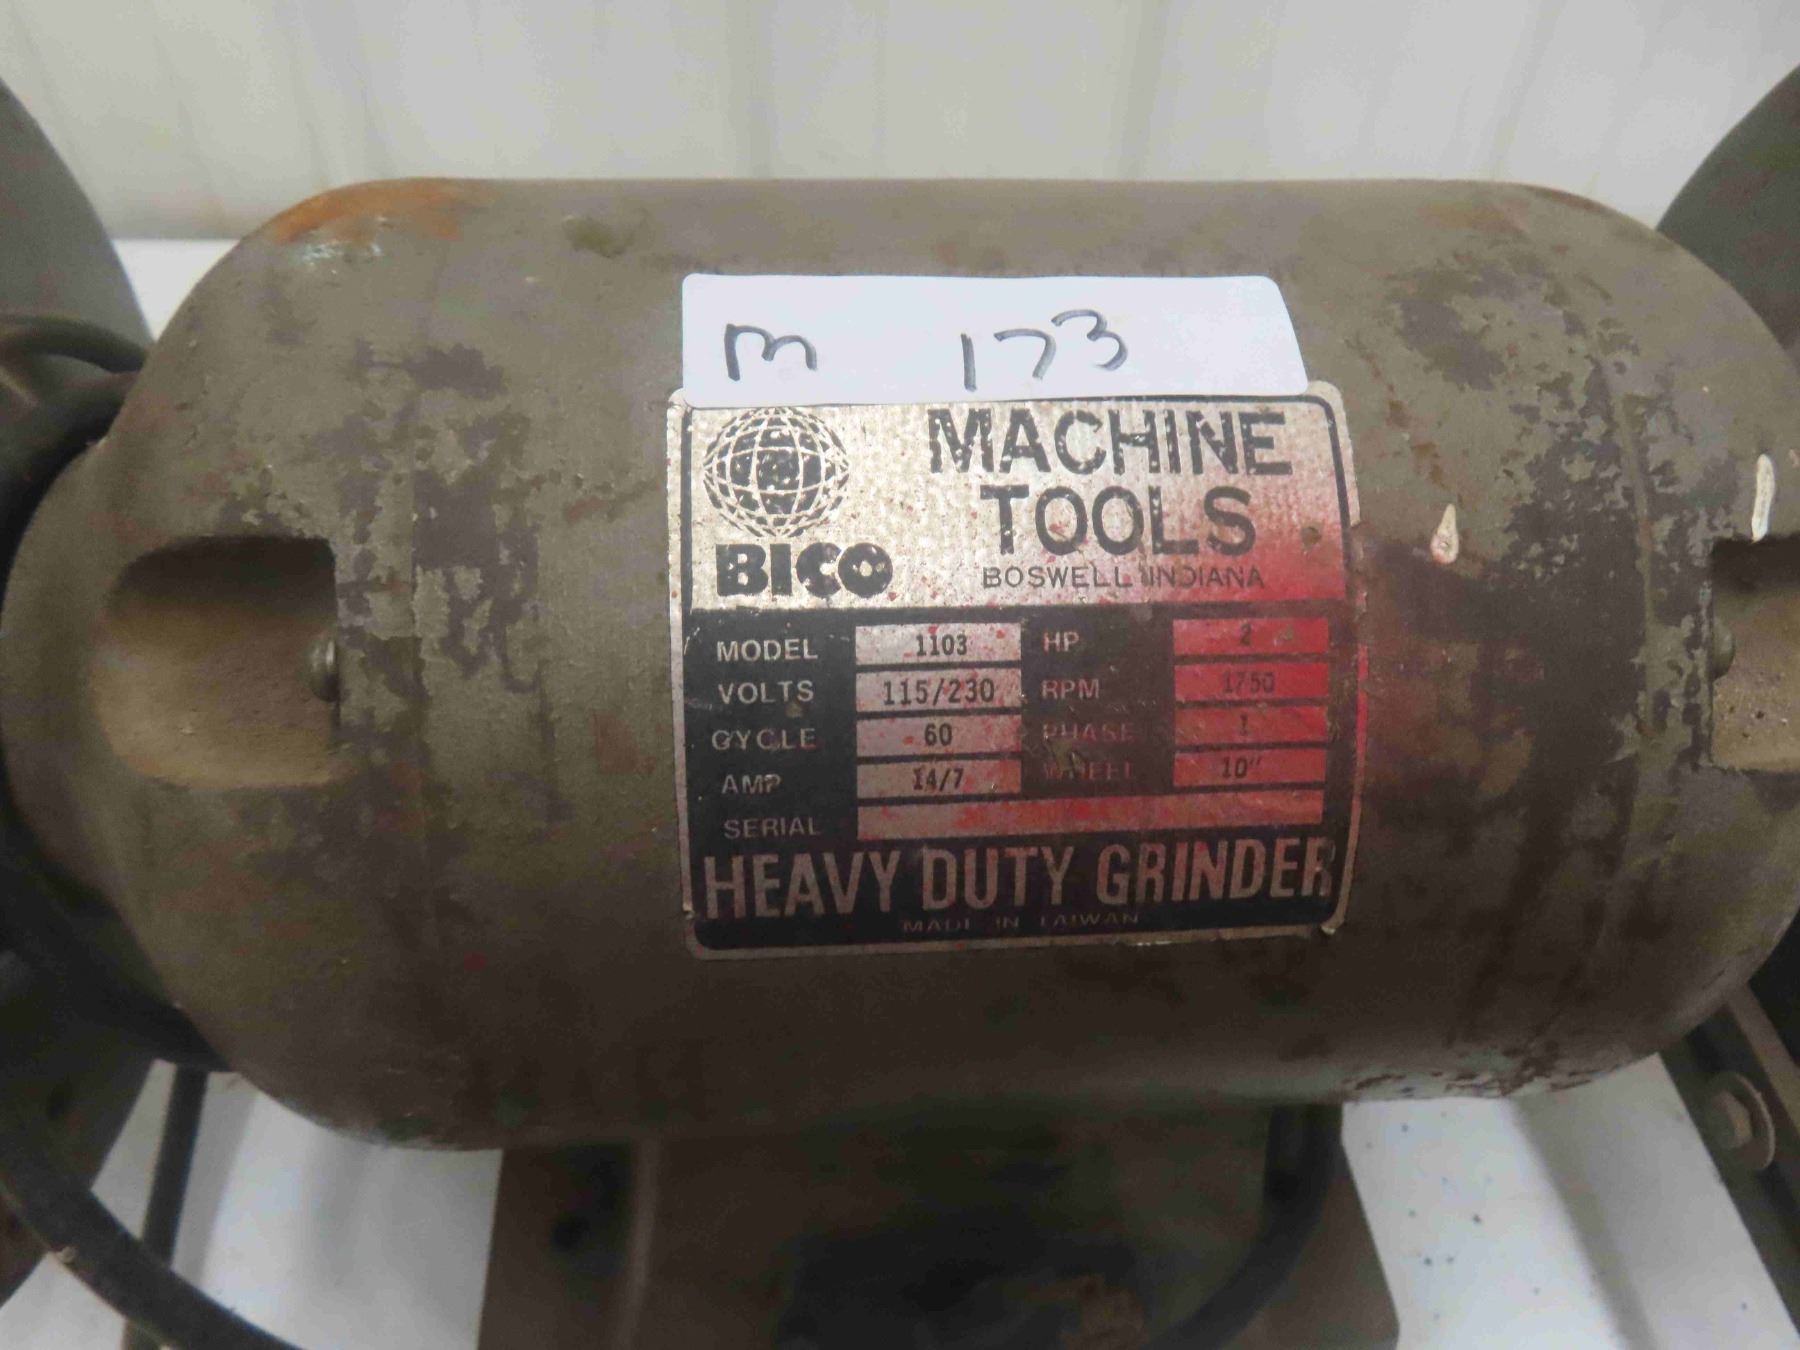 M 173
MACHINE
TOOLS
BICO
BOSWELL INDIANA
MODEL 1103 HP 2
VOLTS 115/230 RPM 1750
CYCLE 60 PHASE 1
AMP 14/7 WHEEL 10"
SERIAL
HEAVY DUTY GRINDER
MADE IN TAIWAN